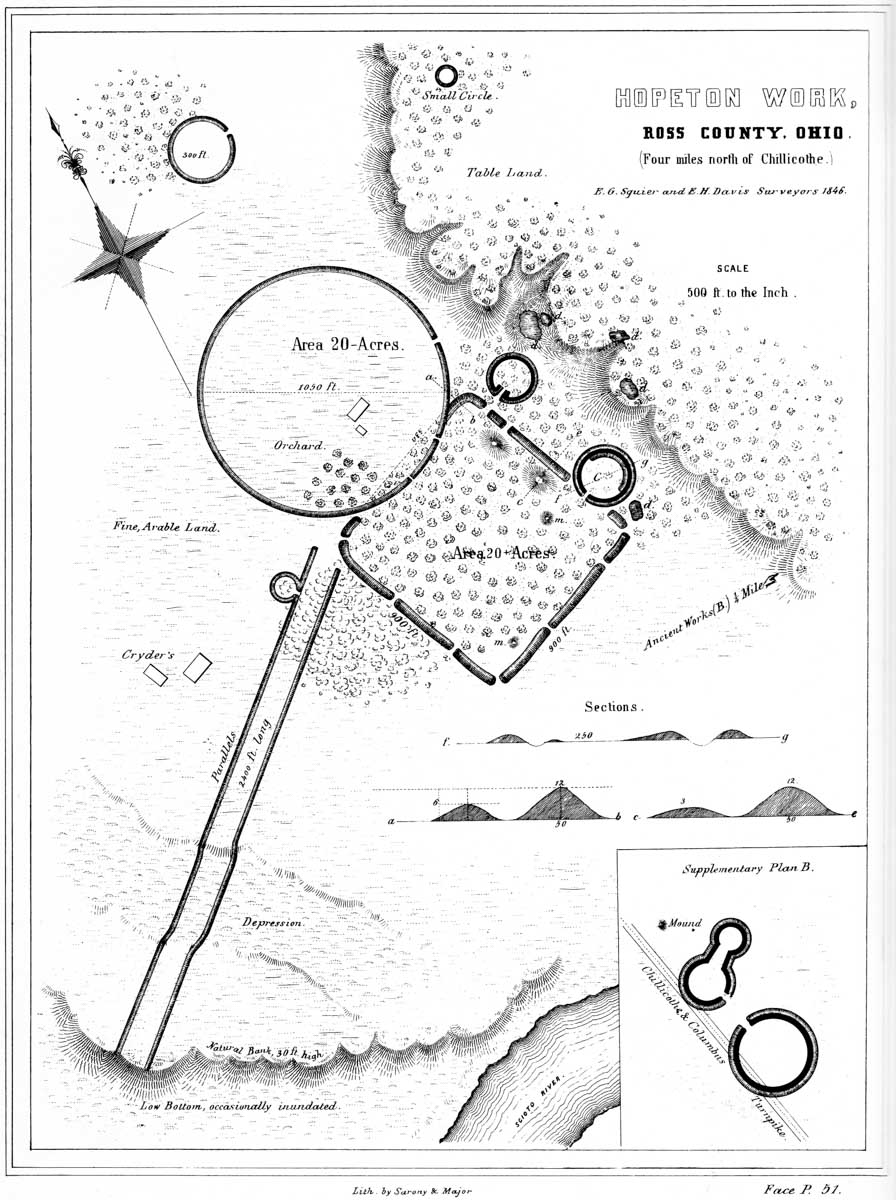 HOPETON WORK,
ROSS COUNTY, OHIO.
(Four miles north of Chillicothe.)
E. G. Squier and E. H. Davis Surveyors 1846.
SCALE
500 ft. to the Inch.
Small Circle.
300 ft.
Table Land.
Area 20-Acres.
1050 ft.
a
Orchard.
b
d.
d.
d
d
e
g
C
c
f
m.
Area 20+Acres
Fine, Arable Land.
900 ft.
m.
900 ft.
Ancient Works (B.) ¼ Mile
Cryder's
Parallels
2400 ft. long
Sections.
f. 250 g
6 12
a 50 b
3 12.
c 50 e
Depression.
Natural Bank, 30 ft. high
Low Bottom, occasionally inundated.
SCIOTO RIVER.
Supplementary Plan B.
Mound
Chillicothe, & Columbus
Turnpike
Lith. by Sarony & Major
Face P. 51.